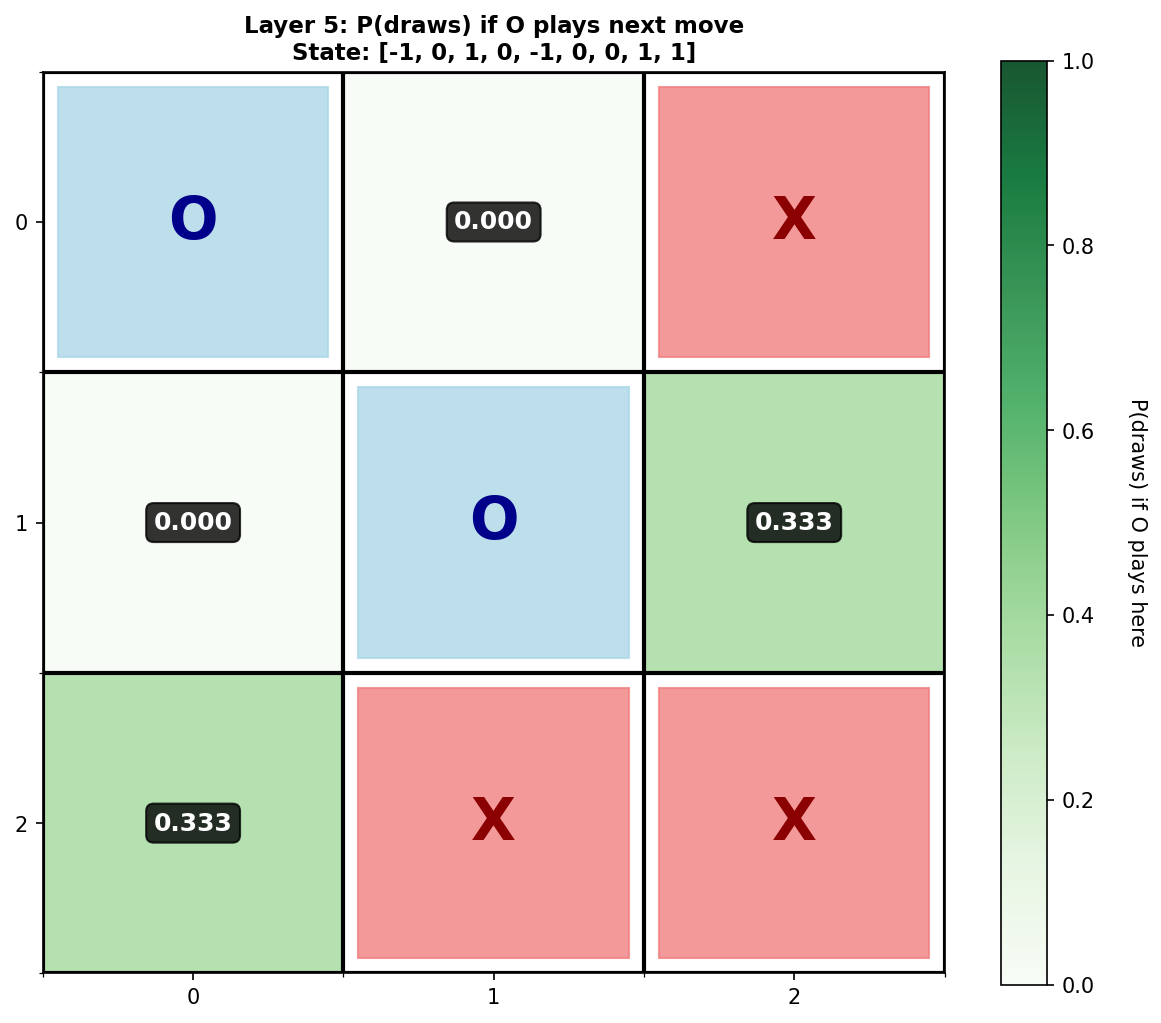 Layer 5: P(draws) if O plays next move
State: [-1, 0, 1, 0, -1, 0, 0, 1, 1]
0
O
0.000
X
1
0.000
O
0.333
2
0.333
X
X
0
1
2
1.0
0.8
0.6
0.4
0.2
0.0
P(draws) if O plays here